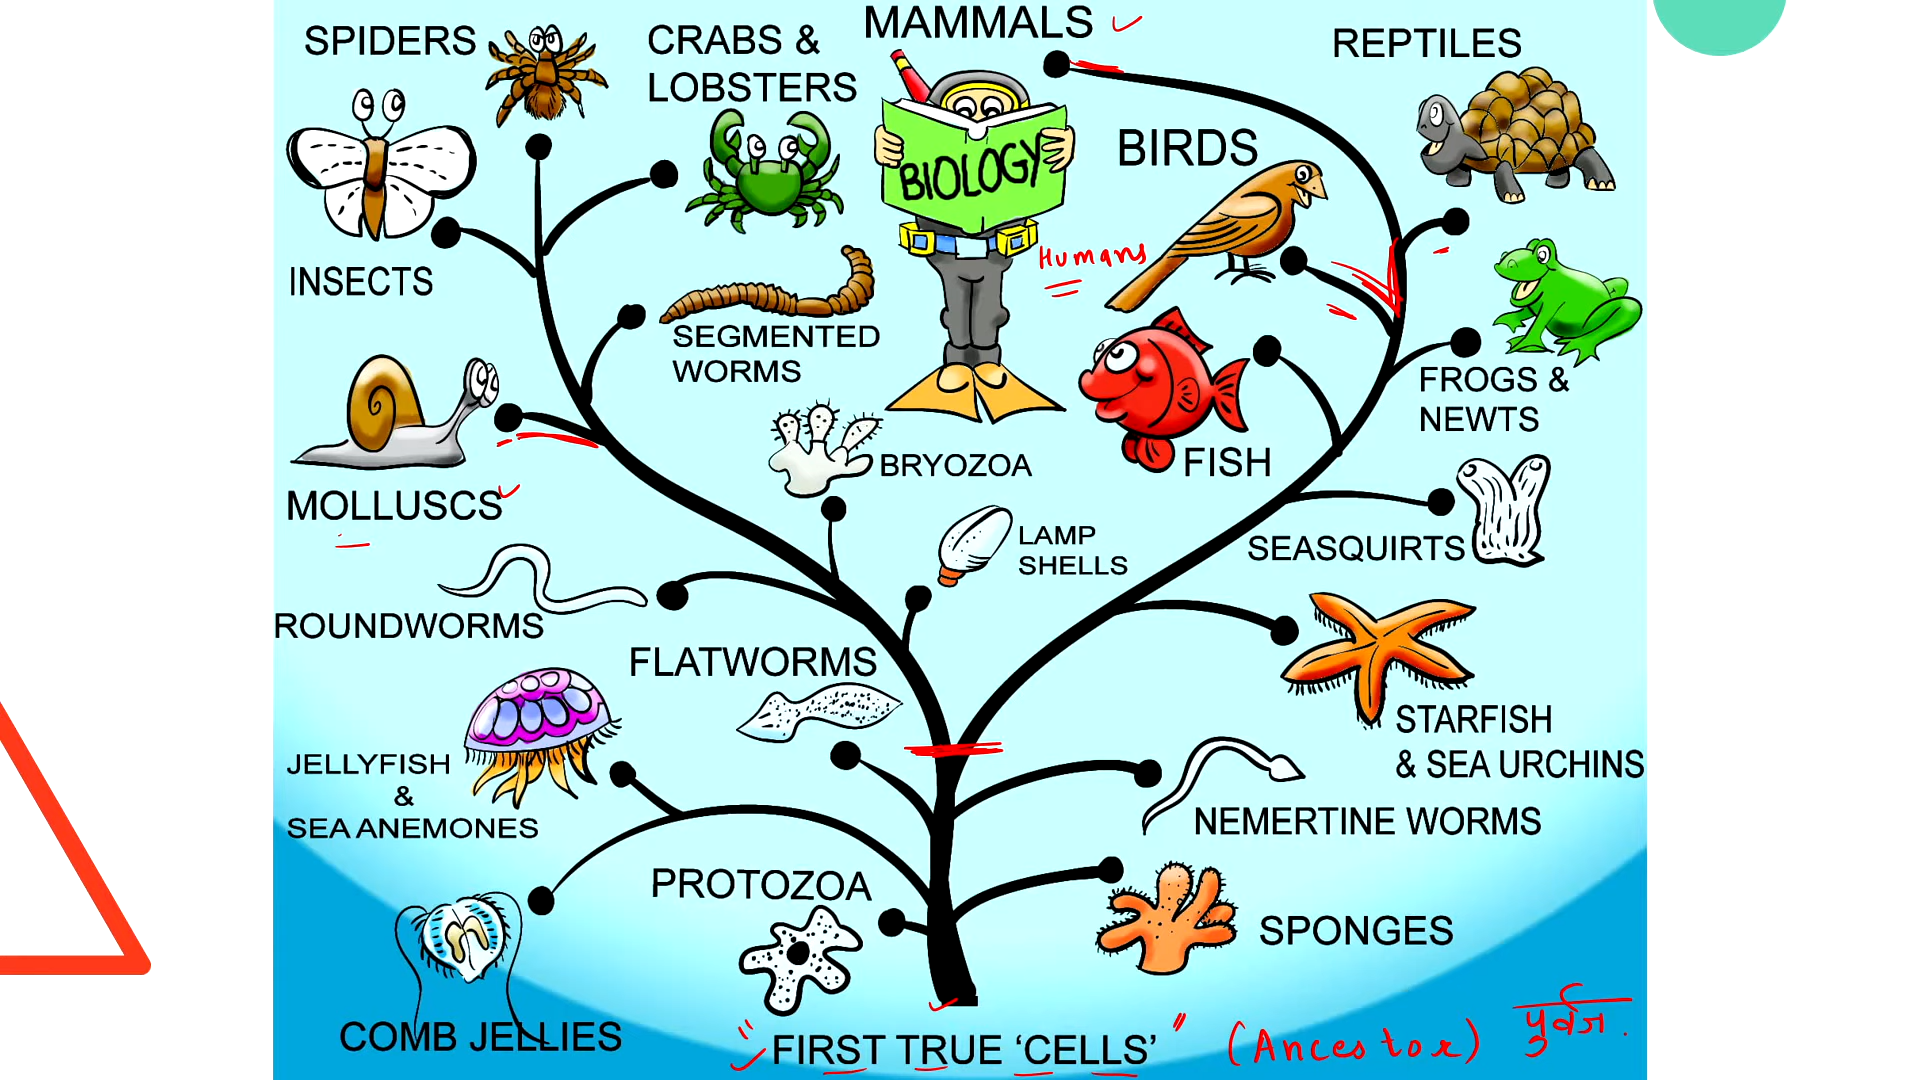 MAMMALS
SPIDERS
CRABS &
LOBSTERS
REPTILES
BIOLOGY
BIRDS
Humans
INSECTS
SEGMENTED
WORMS
FROGS &
NEWTS
BRYOZOA
FISH
MOLLUSCS
LAMP
SHELLS
SEASQUIRTS
ROUNDWORMS
FLATWORMS
STARFISH
& SEA URCHINS
JELLYFISH
&
SEA ANEMONES
NEMERTINE WORMS
PROTOZOA
SPONGES
COMB JELLIES
"FIRST TRUE ‘CELLS’" (Ancestor) पूर्वज.